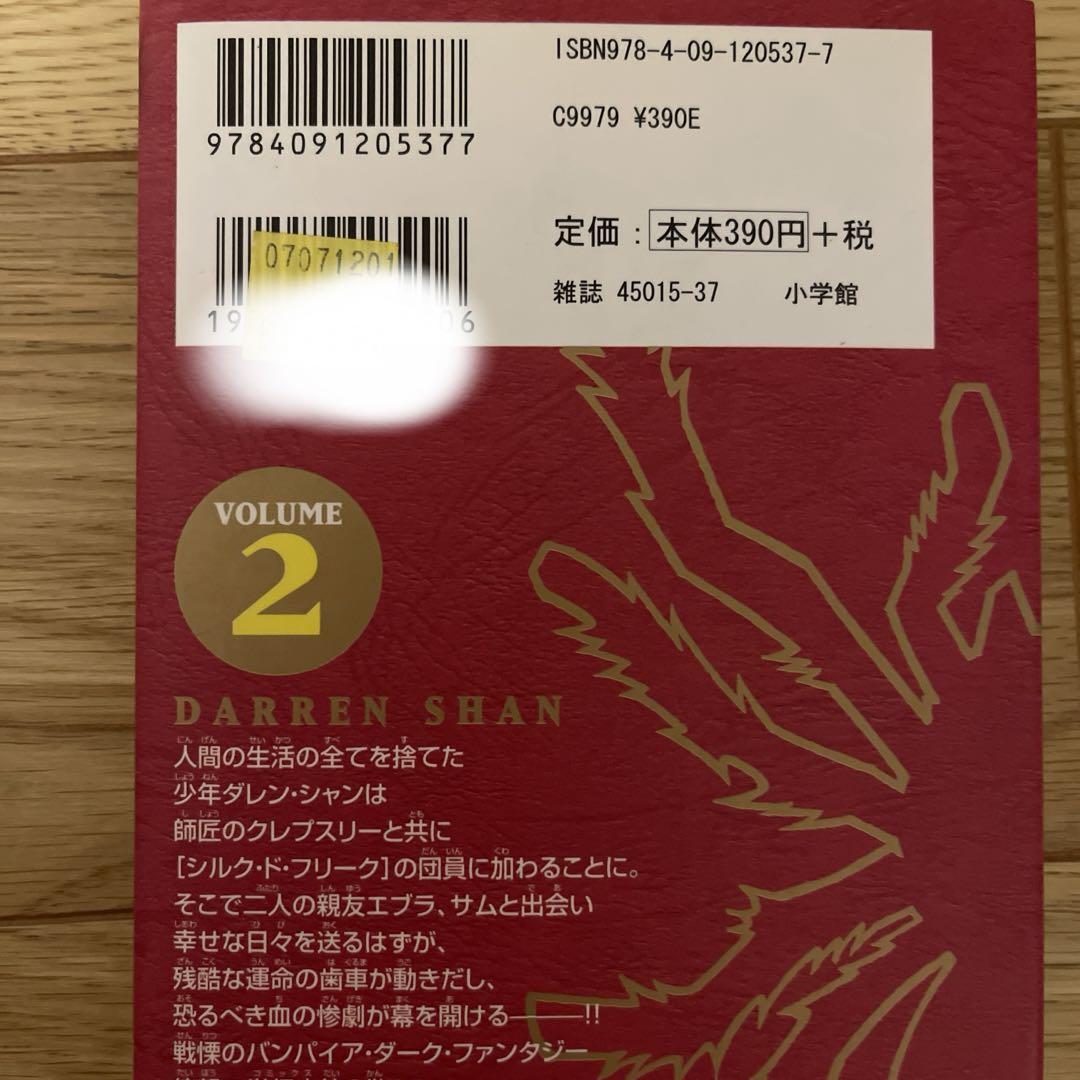 ISBN978-4-09-120537-7
C9979 ¥390E
9784091205377
定価:本体390円+税
07071201
雑誌 45015-37 小学館
VOLUME
2
DARREN SHAN
人間の生活の全てを捨てた
少年ダレン・シャンは
師匠のクレプスリーと共に
[シルク・ド・フリーク]の団員に加わることに。
そこで二人の親友エブラ、サムと出会い
幸せな日々を送るはずが、
残酷な運命の歯車が動きだし、
恐るべき血の惨劇が幕を開ける――!!
戦慄のバンパイア・ダーク・ファンタジー